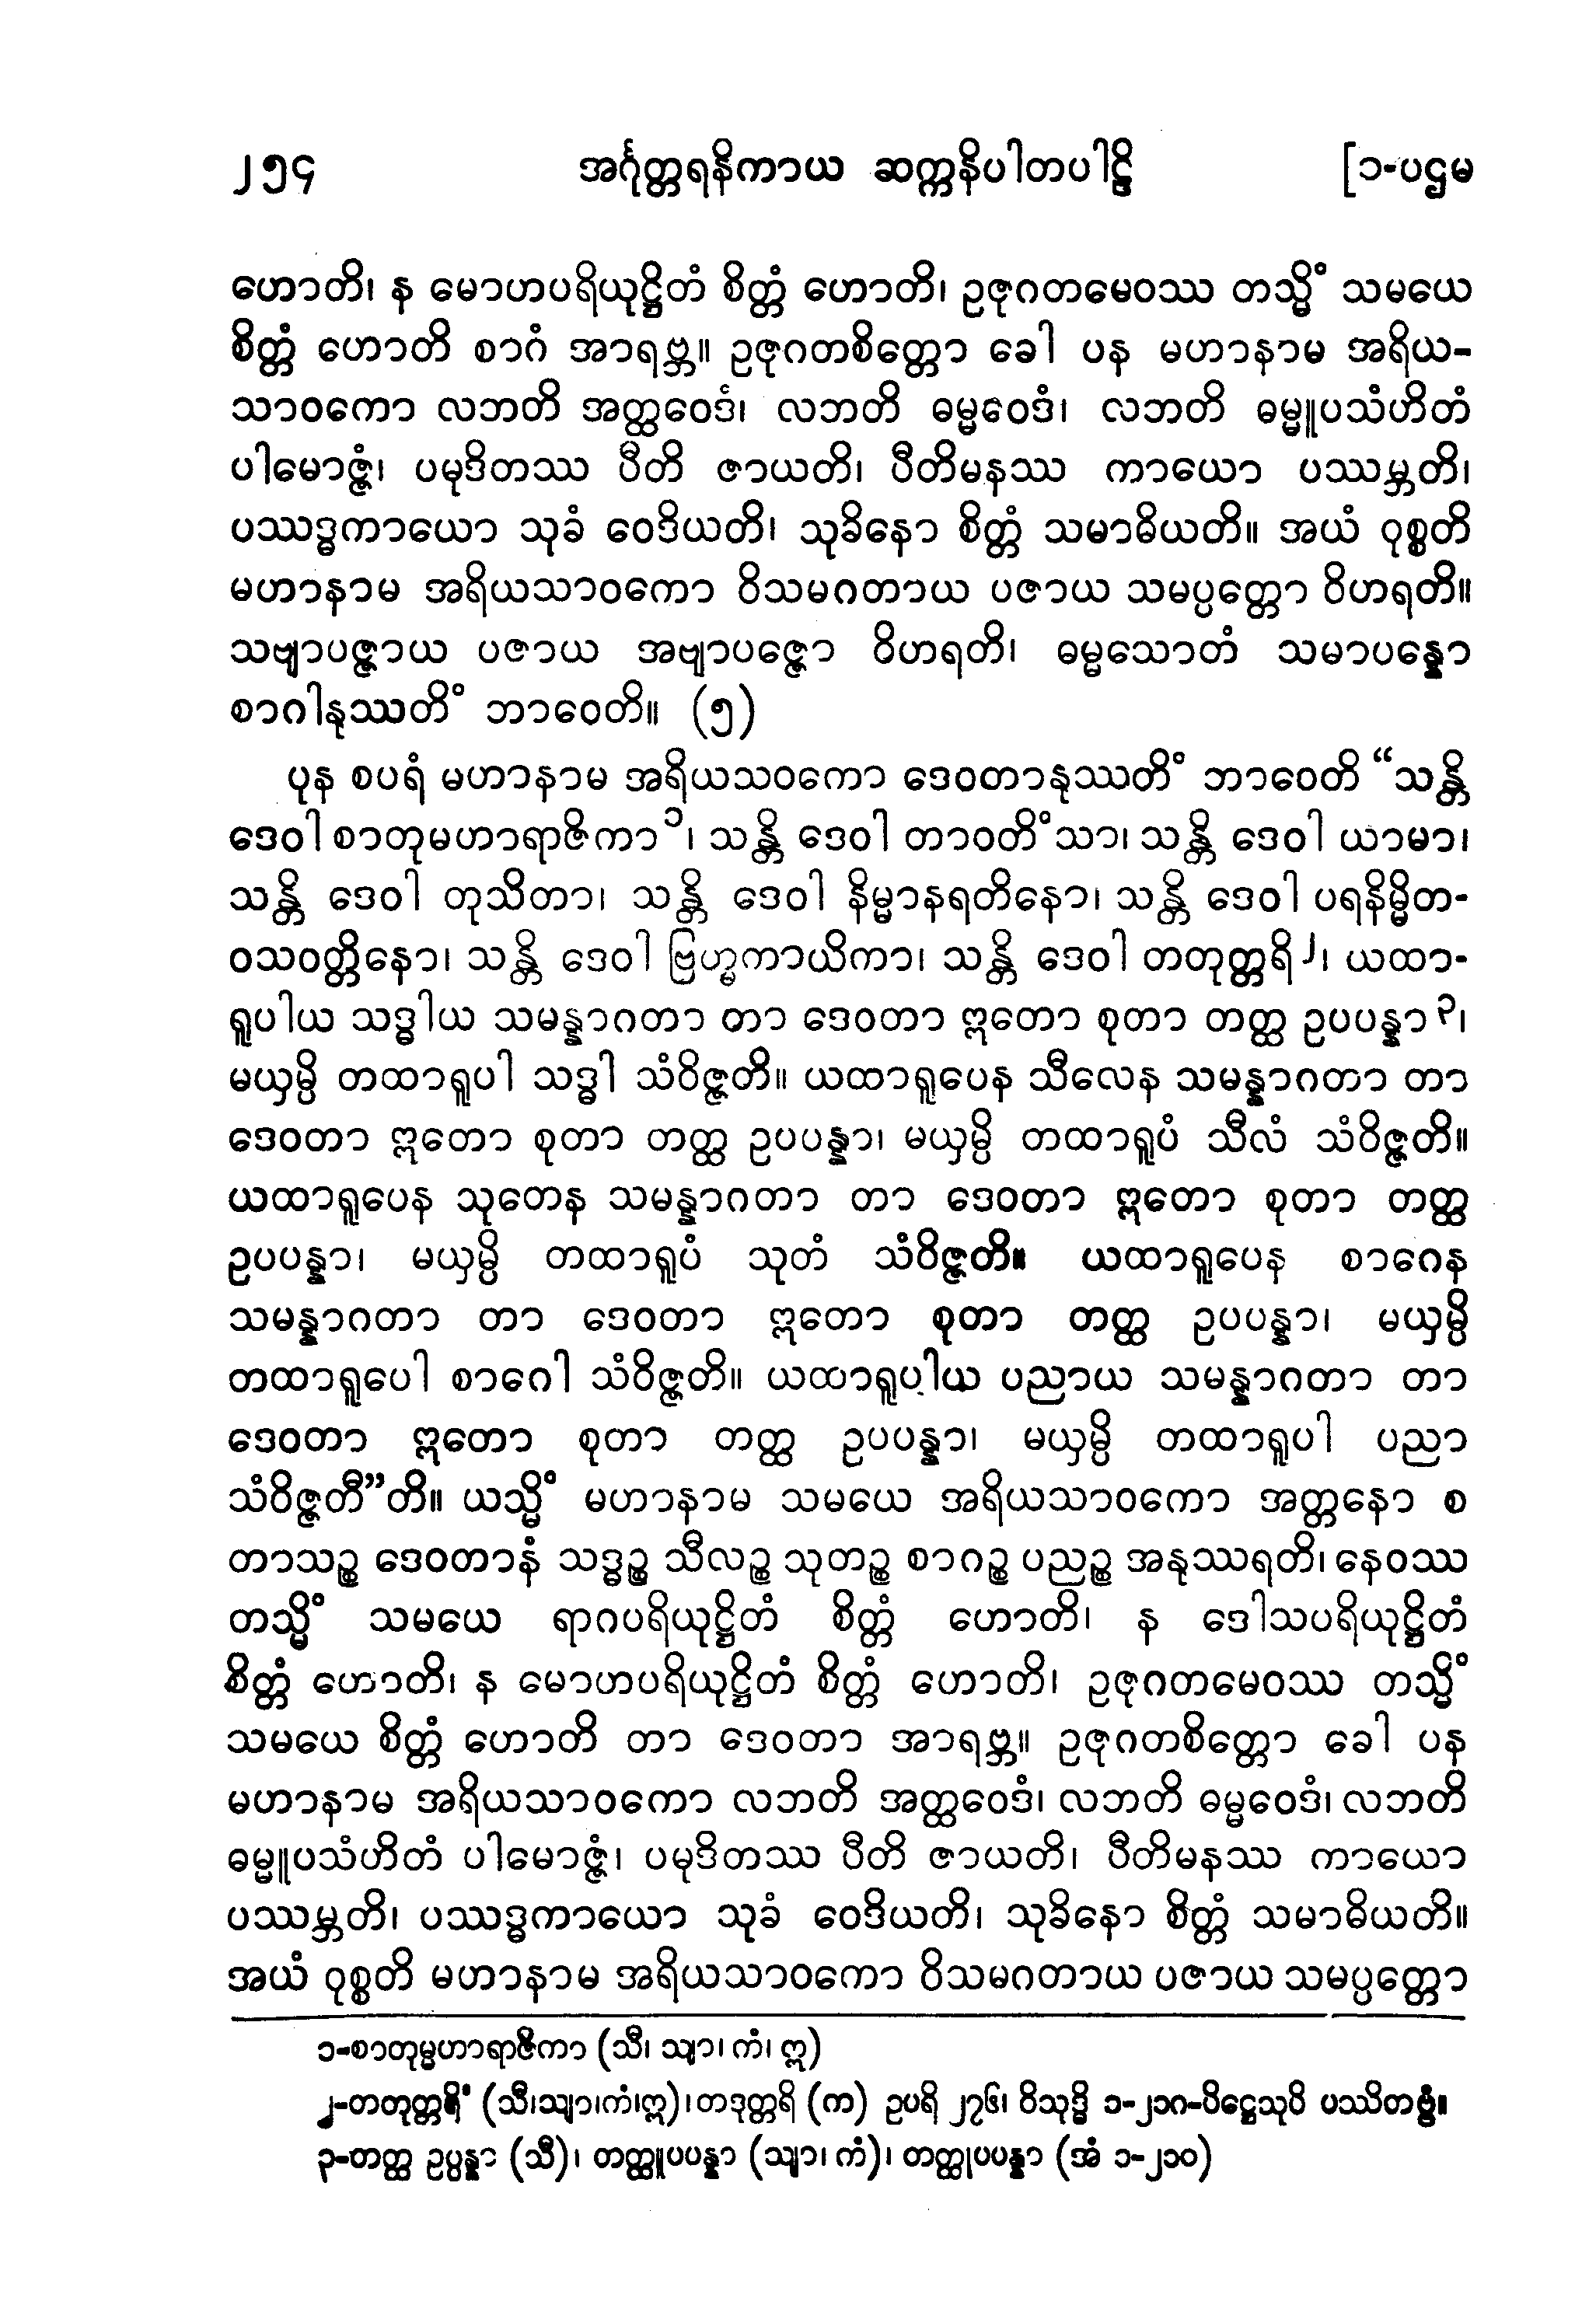 ၂၅၄ အင်္ဂုတ္တရနိကာယ ဆက္ကနိပါတပါဠိ [၁-ပဌမ
ဟောတိ၊ န မောဟပရိယုဋ္ဌိတံ စိတ္တံ ဟောတိ၊ ဥဇုဂတမေဝဿ တသ္မိံ သမယေ
စိတ္တံ ဟောတိ စာဂံ အာရဗ္ဘ။ ဥဇုဂတစိတ္တော ခေါ ပန မဟာနာမ အရိယ-
သာဝကော လဘတိ အတ္ထဝေဒံ၊ လဘတိ ဓမ္မဝေဒံ၊ လဘတိ ဓမ္မူပသံဟိတံ
ပါမောဇ္ဇံ၊ ပမုဒိတဿ ပီတိ ဇာယတိ၊ ပီတိမနဿ ကာယော ပဿမ္ဘတိ၊
ပဿဒ္ဓကာယော သုခံ ဝေဒိယတိ၊ သုခိနော စိတ္တံ သမာဓိယတိ။ အယံ ဝုစ္စတိ
မဟာနာမ အရိယသာဝကော ဝိသမဂတာယ ပဇာယ သမပ္ပတ္တော ဝိဟရတိ။
သဗျာပဇ္ဇာယ ပဇာယ အဗျာပဇ္ဇော ဝိဟရတိ၊ ဓမ္မသောတံ သမာပန္နော
စာဂါနုဿတိံ ဘာဝေတိ။ (၅)
ပုန စပရံ မဟာနာမ အရိယသဝကော ဒေဝတာနုဿတိံ ဘာဝေတိ “သန္တိ
ဒေဝါ စာတုမဟာရာဇိကာ၁၊ သန္တိ ဒေဝါ တာဝတိံသာ၊ သန္တိ ဒေဝါ ယာမာ၊
သန္တိ ဒေဝါ တုသိတာ၊ သန္တိ ဒေဝါ နိမ္မာနရတိနော၊ သန္တိ ဒေဝါ ပရနိမ္မိတ-
ဝသဝတ္တိနော၊ သန္တိ ဒေဝါ ဗြဟ္မကာယိကာ၊ သန္တိ ဒေဝါ တတုတ္တရိ၂၊ ယထာ-
ရူပါယ သဒ္ဓါယ သမန္နာဂတာ တာ ဒေဝတာ ဣတော စုတာ တတ္ထ ဥပပန္နာ၃၊
မယှမ္ပိ တထာရူပါ သဒ္ဓါ သံဝိဇ္ဇတိ။ ယထာရူပေန သီလေန သမန္နာဂတာ တာ
ဒေဝတာ ဣတော စုတာ တတ္ထ ဥပပန္နာ၊ မယှမ္ပိ တထာရူပံ သီလံ သံဝိဇ္ဇတိ။
ယထာရူပေန သုတေန သမန္နာဂတာ တာ ဒေဝတာ ဣတော စုတာ တတ္ထ
ဥပပန္နာ၊ မယှမ္ပိ တထာရူပံ သုတံ သံဝိဇ္ဇတိ။ ယထာရူပေန စာဂေန
သမန္နာဂတာ တာ ဒေဝတာ ဣတော စုတာ တတ္ထ ဥပပန္နာ၊ မယှမ္ပိ
တထာရူပေါ စာဂေါ သံဝိဇ္ဇတိ။ ယထာရူပါယ ပညာယ သမန္နာဂတာ တာ
ဒေဝတာ ဣတော စုတာ တတ္ထ ဥပပန္နာ၊ မယှမ္ပိ တထာရူပါ ပညာ
သံဝိဇ္ဇတီ”တိ။ ယသ္မိံ မဟာနာမ သမယေ အရိယသာဝကော အတ္တနော စ
တာသဉ္စ ဒေဝတာနံ သဒ္ဓဉ္စ သီလဉ္စ သုတဉ္စ စာဂဉ္စ ပညဉ္စ အနုဿရတိ၊ နေဝဿ
တသ္မိံ သမယေ ရာဂပရိယုဋ္ဌိတံ စိတ္တံ ဟောတိ၊ န ဒေါသပရိယုဋ္ဌိတံ
စိတ္တံ ဟောတိ၊ န မောဟပရိယုဋ္ဌိတံ စိတ္တံ ဟောတိ၊ ဥဇုဂတမေဝဿ တသ္မိံ
သမယေ စိတ္တံ ဟောတိ တာ ဒေဝတာ အာရဗ္ဘ။ ဥဇုဂတစိတ္တော ခေါ ပန
မဟာနာမ အရိယသာဝကော လဘတိ အတ္ထဝေဒံ၊ လဘတိ ဓမ္မဝေဒံ၊ လဘတိ
ဓမ္မူပသံဟိတံ ပါမောဇ္ဇံ၊ ပမုဒိတဿ ပီတိ ဇာယတိ၊ ပီတိမနဿ ကာယော
ပဿမ္ဘတိ၊ ပဿဒ္ဓကာယော သုခံ ဝေဒိယတိ၊ သုခိနော စိတ္တံ သမာဓိယတိ။
အယံ ဝုစ္စတိ မဟာနာမ အရိယသာဝကော ဝိသမဂတာယ ပဇာယ သမပ္ပတ္တော
၁-စာတုမ္မဟာရာဇိကာ (သီ၊ သျာ၊ ကံ၊ ဣ)
၂-တတုတ္တရိံ (သီ၊သျာ၊ကံ၊ဣ)၊ တဒုတ္တရိ (က) ဥပရိ ၂၇၆၊ ဝိသုဒ္ဓိ ၁-၂၁ဂ-ပိဋ္ဌေသုပိ ပဿိတဗ္ဗံ။
၃-တတ္ထ ဥပ္ပန္နာ (သီ)၊ တတ္ထူပပန္နာ (သျာ၊ ကံ)၊ တတ္ထုပပန္နာ (အံ ၁-၂၁၀)